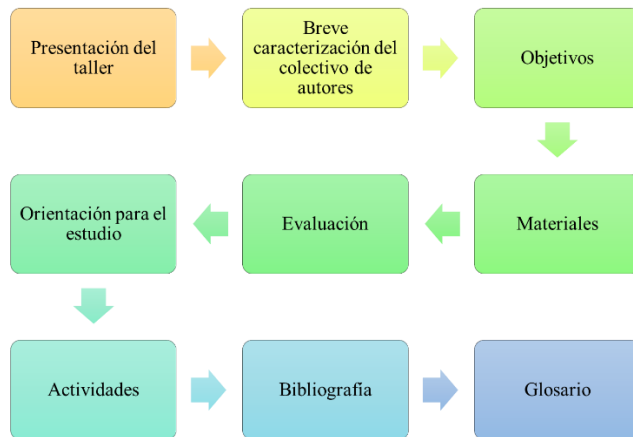 Presentación del
taller
Breve
caracterización del
colectivo de
autores
Objetivos
Materiales
Evaluación
Orientación para el
estudio
Actividades
Bibliografía
Glosario